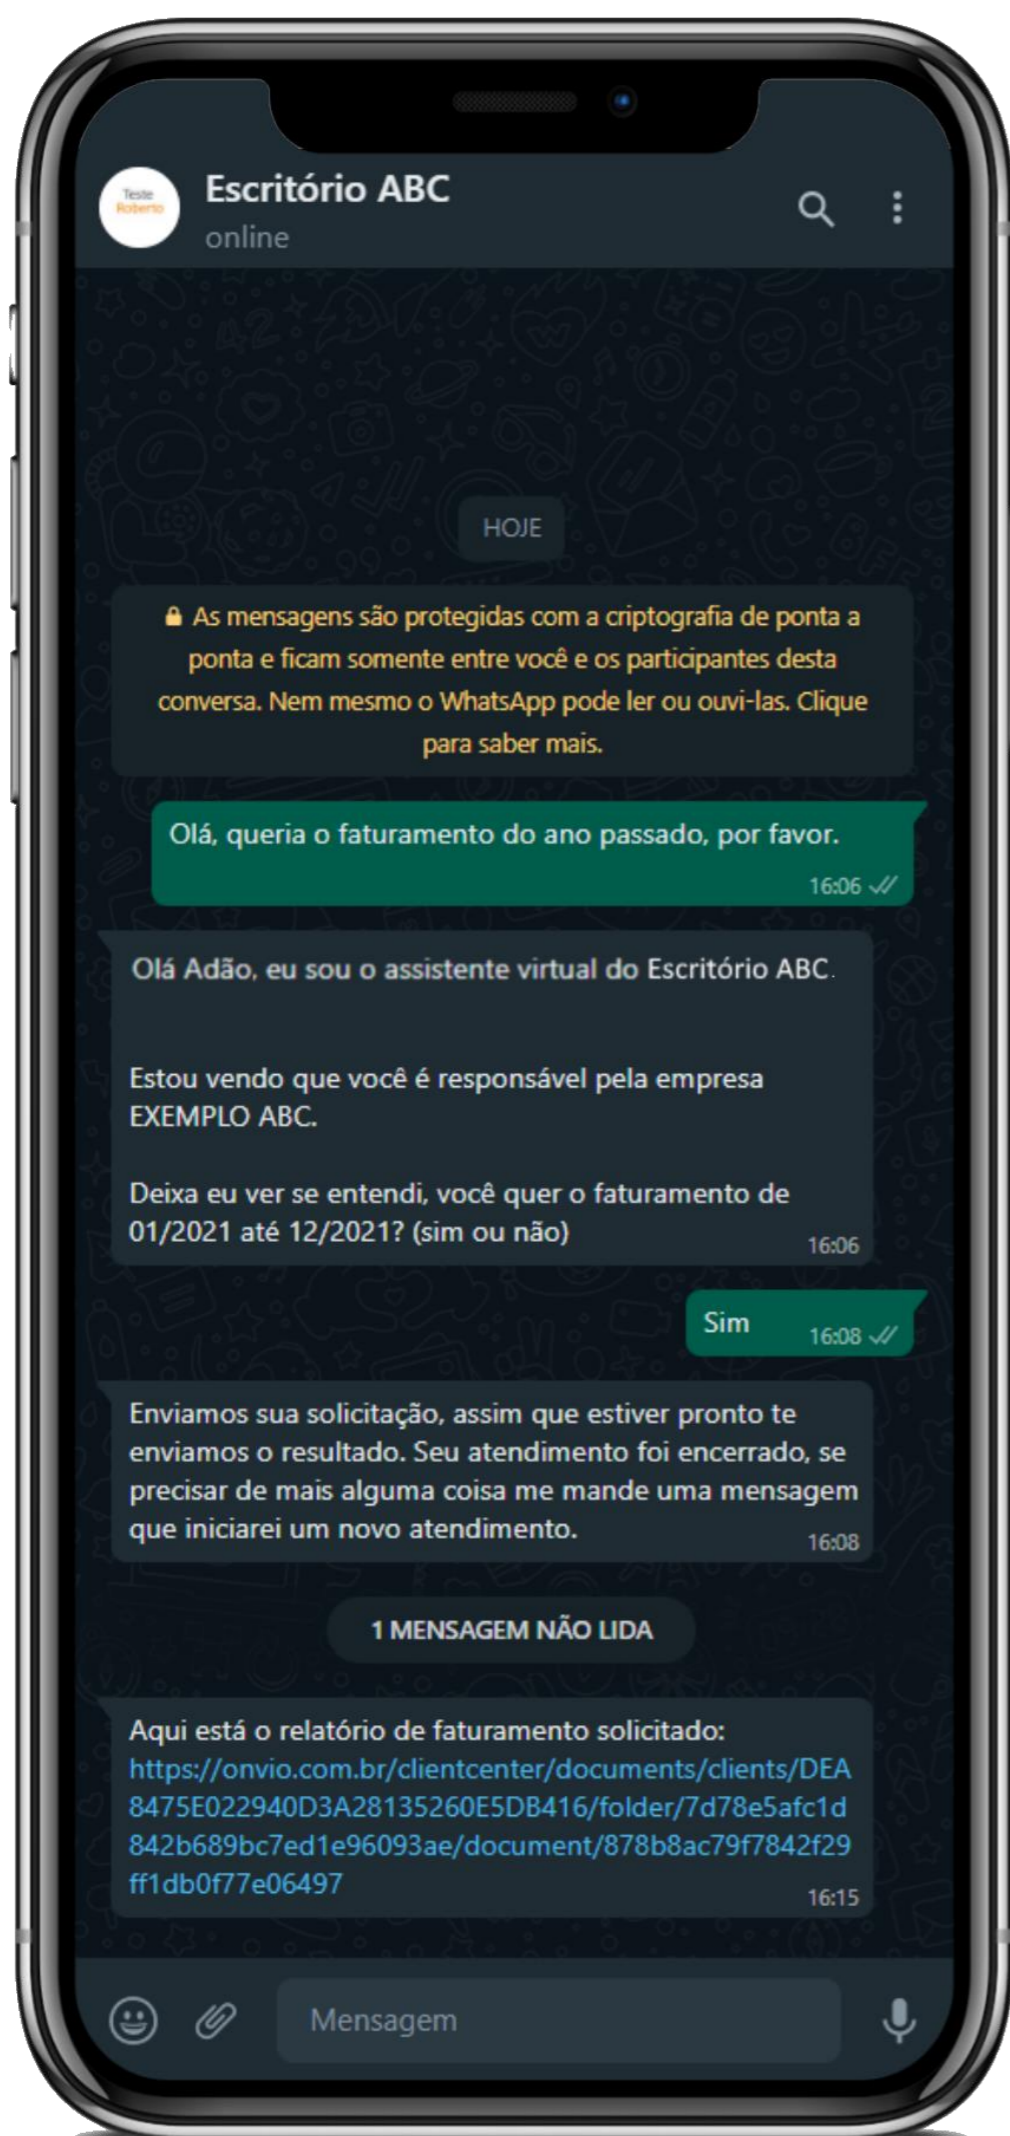 Teste
Roberto
Escritório ABC
online
HOJE
As mensagens são protegidas com a criptografia de ponta a
ponta e ficam somente entre você e os participantes desta
conversa. Nem mesmo o WhatsApp pode ler ou ouvi-las. Clique
para saber mais.
Olá, queria o faturamento do ano passado, por favor.
16:06
Olá Adão, eu sou o assistente virtual do Escritório ABC.
Estou vendo que você é responsável pela empresa
EXEMPLO ABC.
Deixa eu ver se entendi, você quer o faturamento de
01/2021 até 12/2021? (sim ou não)
16:06
Sim
16:08
Enviamos sua solicitação, assim que estiver pronto te
enviamos o resultado. Seu atendimento foi encerrado, se
precisar de mais alguma coisa me mande uma mensagem
que iniciarei um novo atendimento.
16:08
1 MENSAGEM NÃO LIDA
Aqui está o relatório de faturamento solicitado:
https://onvio.com.br/clientcenter/documents/clients/DEA
8475E022940D3A28135260E5DB416/folder/7d78e5afc1d
842b689bc7ed1e96093ae/document/878b8ac79f7842f29
ff1db0f77e06497
16:15
Mensagem